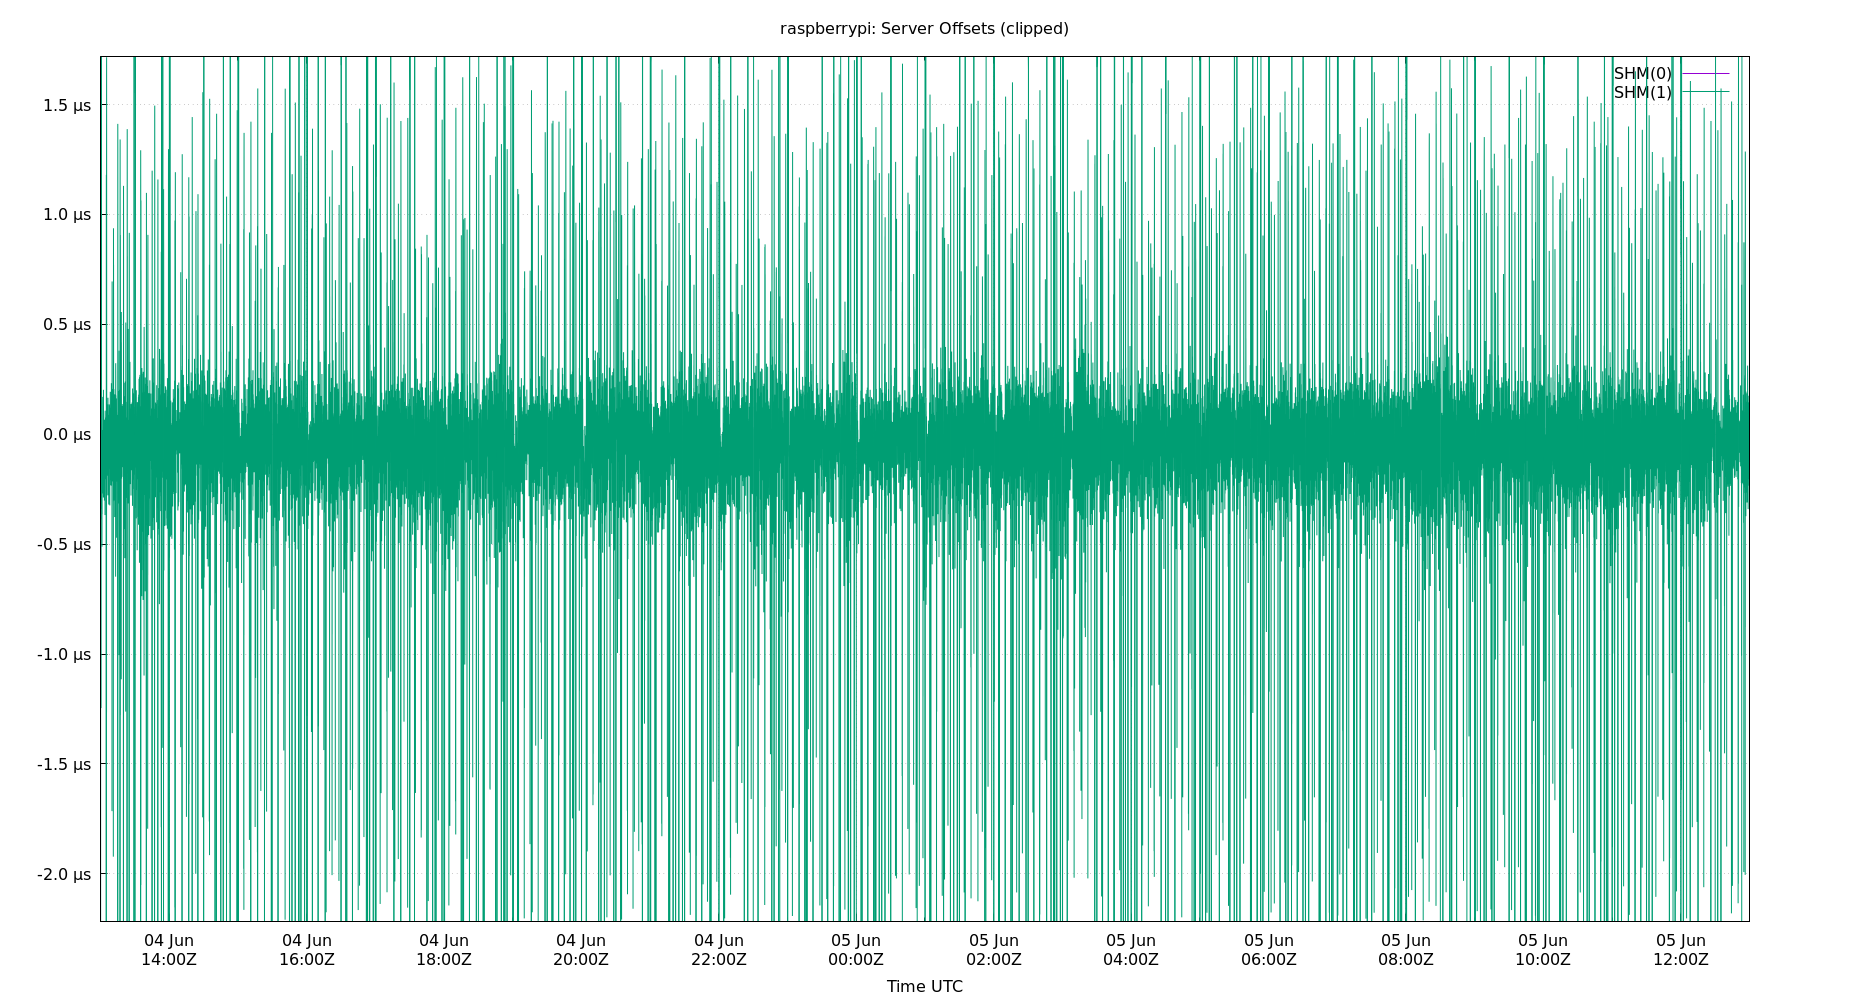 raspberrypi: Server Offsets (clipped)
SHM(0)
SHM(1)
1.5 µs
1.0 µs
0.5 µs
0.0 µs
-0.5 µs
-1.0 µs
-1.5 µs
-2.0 µs
04 Jun 04 Jun 04 Jun 04 Jun 04 Jun 05 Jun 05 Jun 05 Jun 05 Jun 05 Jun 05 Jun 05 Jun
14:00Z 16:00Z 18:00Z 20:00Z 22:00Z 00:00Z 02:00Z 04:00Z 06:00Z 08:00Z 10:00Z 12:00Z
Time UTC